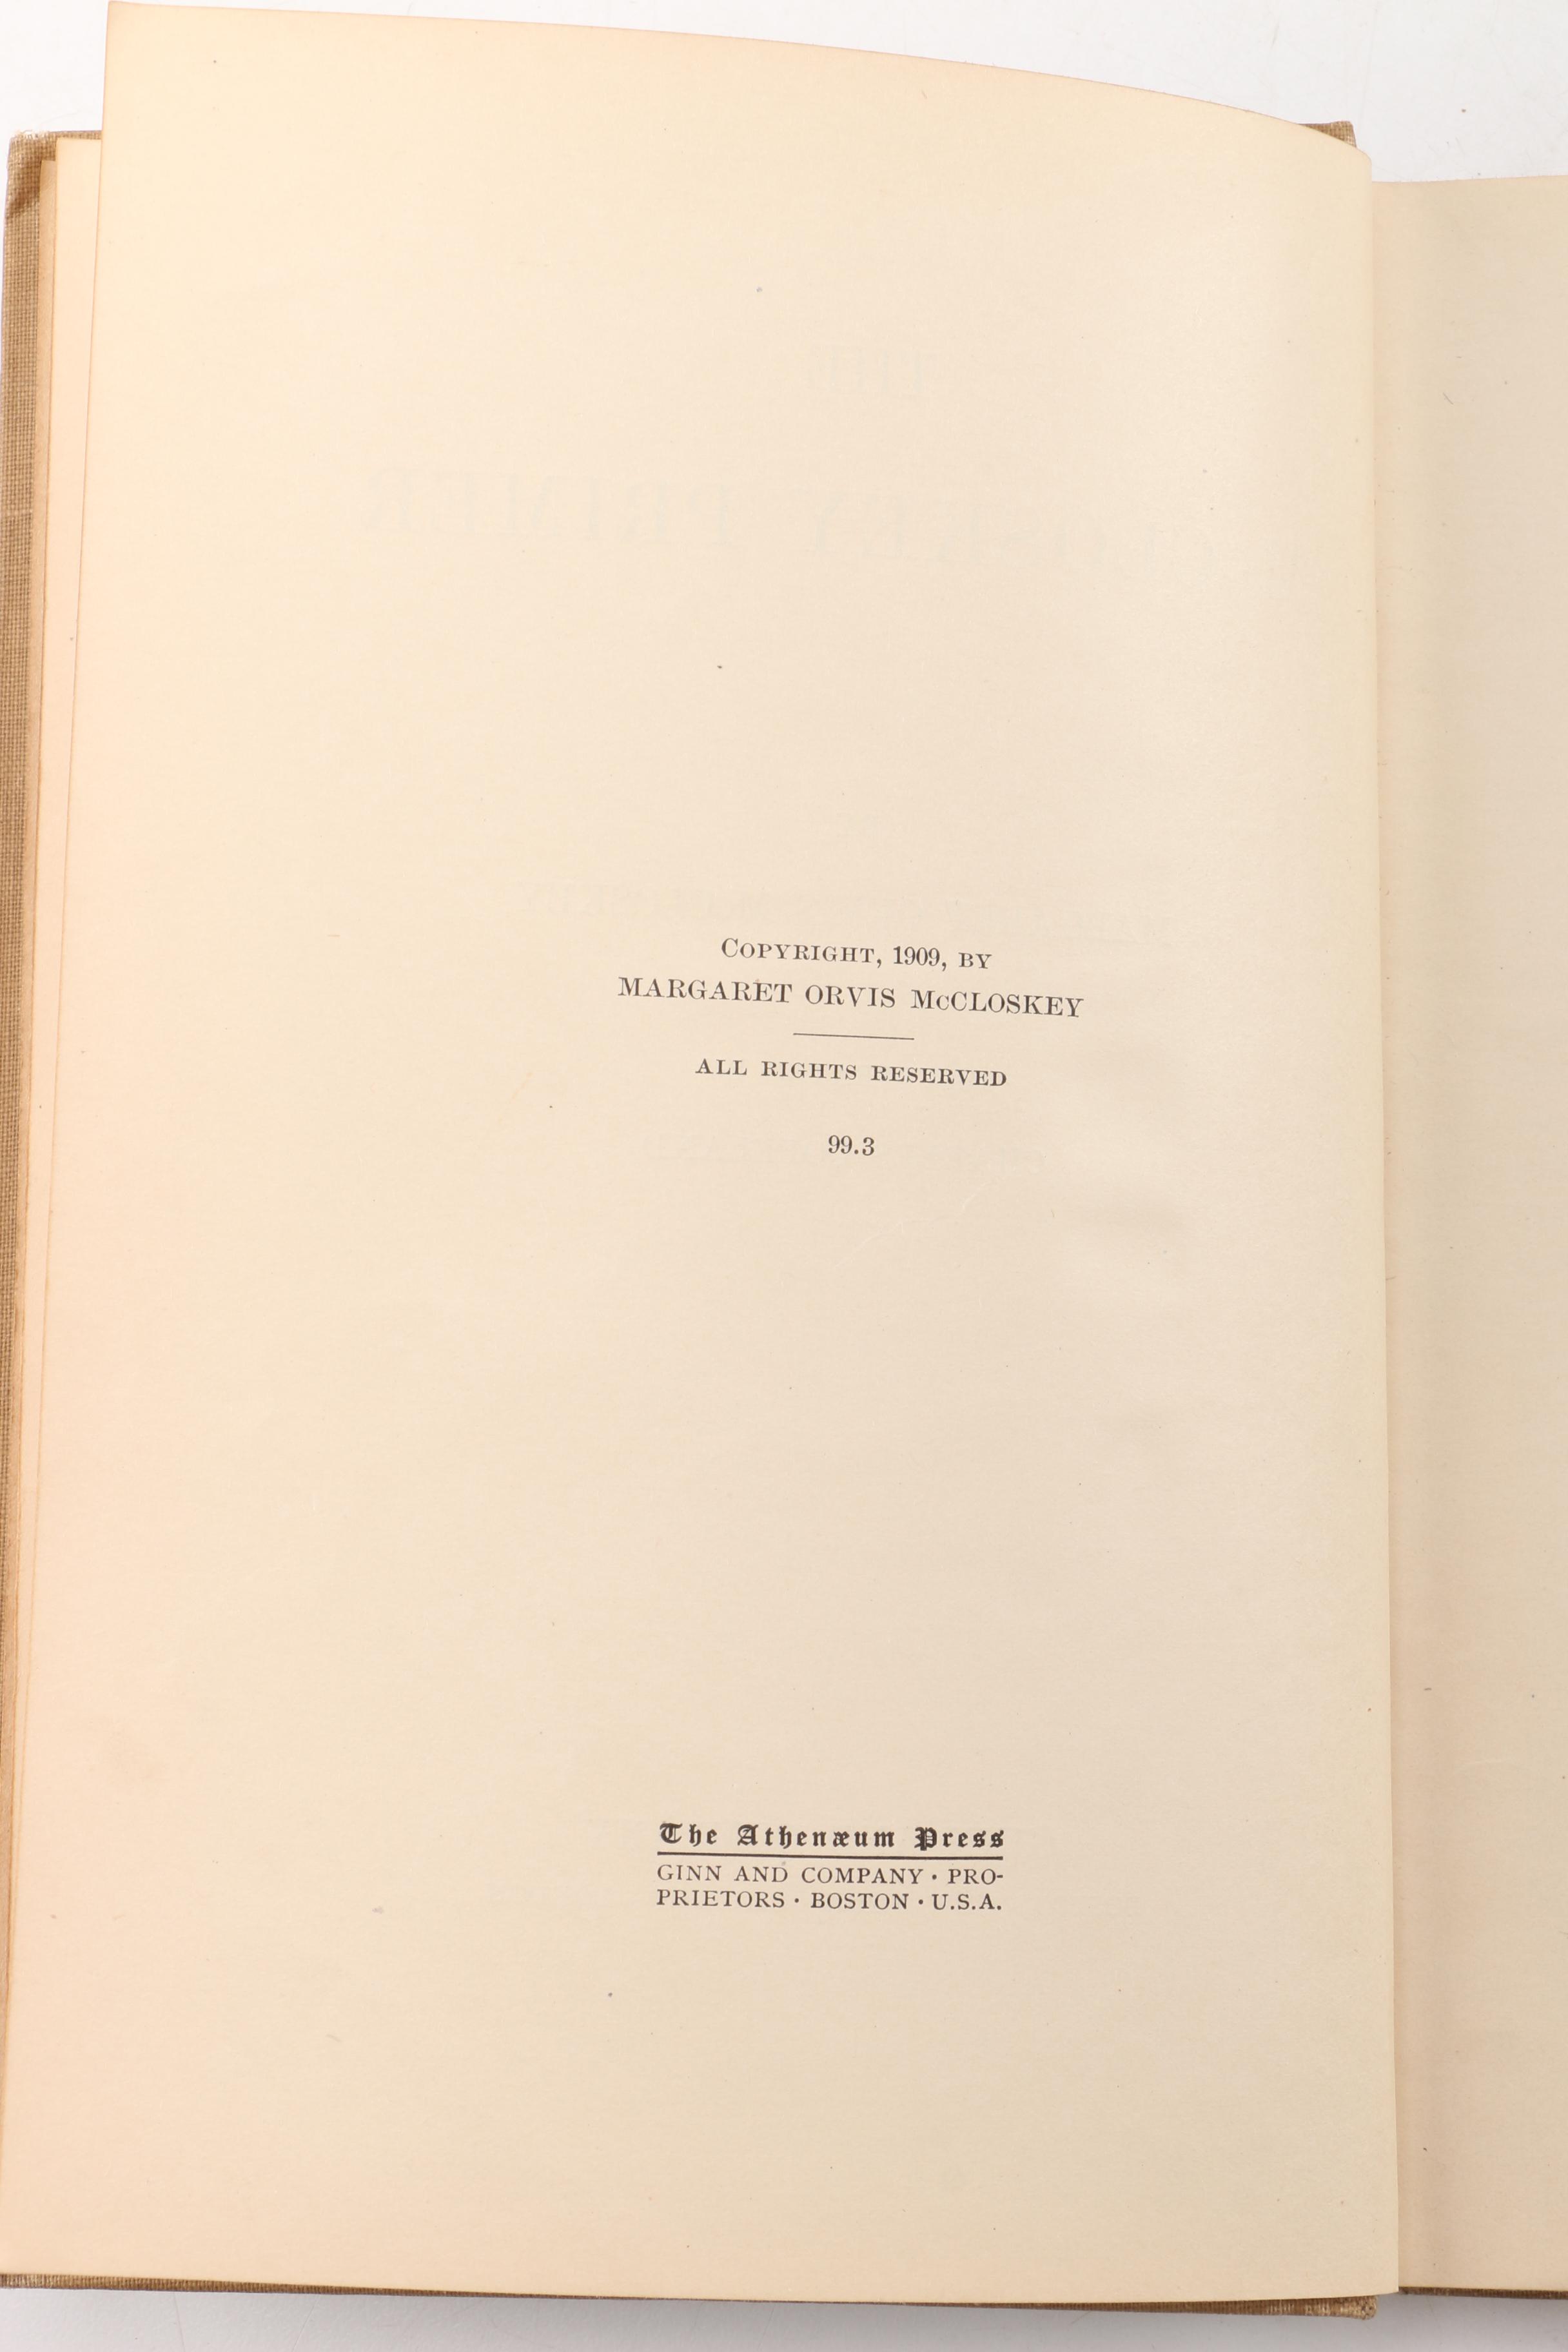 COPYRIGHT, 1909, BY
MARGARET ORVIS McCLOSKEY
ALL RIGHTS RESERVED
99.3
The Athenæum Press
GINN AND COMPANY · PRO-
PRIETORS · BOSTON · U.S.A.